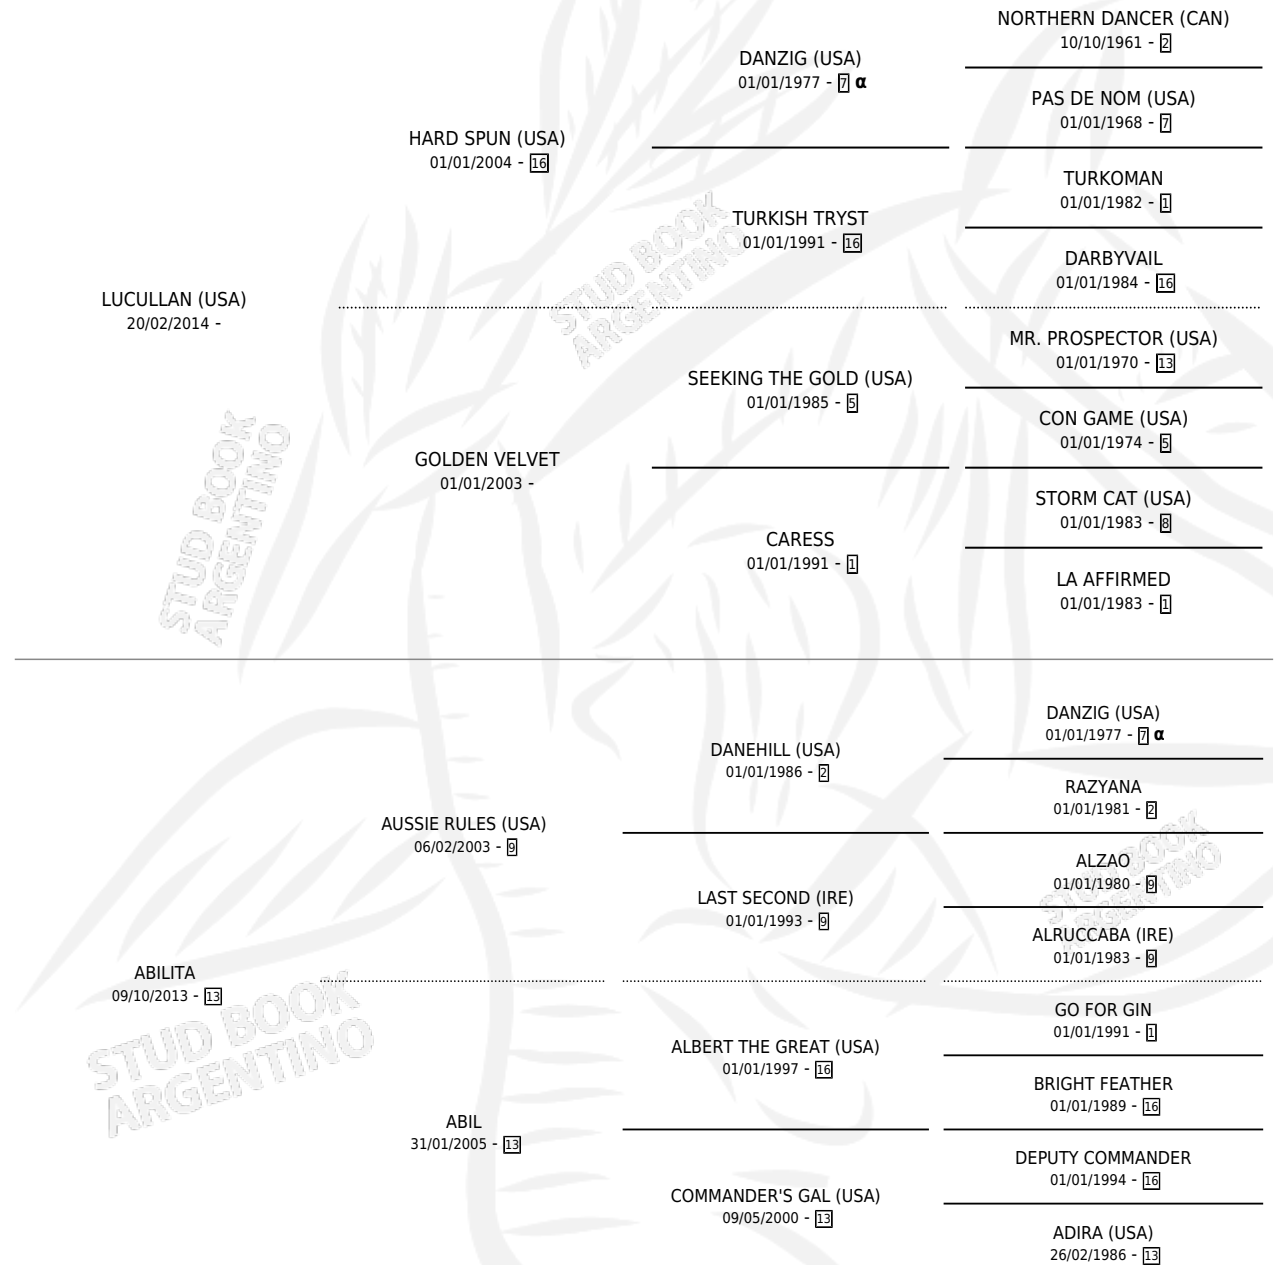 NORTHERN DANCER (CAN)
10/10/1961 - 2
DANZIG (USA)
01/01/1977 - 7 α
PAS DE NOM (USA)
01/01/1968 - 7
HARD SPUN (USA)
01/01/2004 - 16
TURKOMAN
01/01/1982 - 1
TURKISH TRYST
01/01/1991 - 16
DARBYVAIL
01/01/1984 - 16
LUCULLAN (USA)
20/02/2014 -
MR. PROSPECTOR (USA)
01/01/1970 - 13
SEEKING THE GOLD (USA)
01/01/1985 - 5
CON GAME (USA)
01/01/1974 - 5
GOLDEN VELVET
01/01/2003 -
STORM CAT (USA)
01/01/1983 - 8
CARESS
01/01/1991 - 1
LA AFFIRMED
01/01/1983 - 1
DANZIG (USA)
01/01/1977 - 7 α
DANEHILL (USA)
01/01/1986 - 2
RAZYANA
01/01/1981 - 2
AUSSIE RULES (USA)
06/02/2003 - 9
ALZAO
01/01/1980 - 9
LAST SECOND (IRE)
01/01/1993 - 9
ALRUCCABA (IRE)
01/01/1983 - 9
ABILITA
09/10/2013 - 13
GO FOR GIN
01/01/1991 - 1
ALBERT THE GREAT (USA)
01/01/1997 - 16
BRIGHT FEATHER
01/01/1989 - 16
ABIL
31/01/2005 - 13
DEPUTY COMMANDER
01/01/1994 - 16
COMMANDER'S GAL (USA)
09/05/2000 - 13
ADIRA (USA)
26/02/1986 - 13
STUD BOOK
ARGENTINO
STUD BOOK
ARGENTINO
STUD BOOK
ARGENTINO
STUD BOOK
ARGENTINO